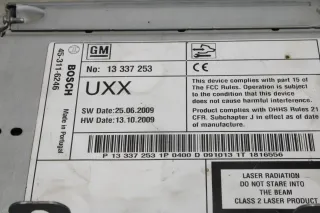 BOSCH
45-311-6246
Made in Portugal
GM
CE
No: 13 337 253
UXX
SW Date:25.06.2009
HW Date:13.10.2009
This device complies with part 15 of
The FCC Rules. Operation is subject
to the condition that this device
does not cause harmful interference.
Product complies with DHHS Rules 21
CFR. Subchapter J in effect as of date
of manufacture.
P 13 337 253 1P 0400 D 091013 1T 1816556
LASER RADIATION
DO NOT STARE INTO
THE BEAM
CLASS 2 LASER PRODUCT